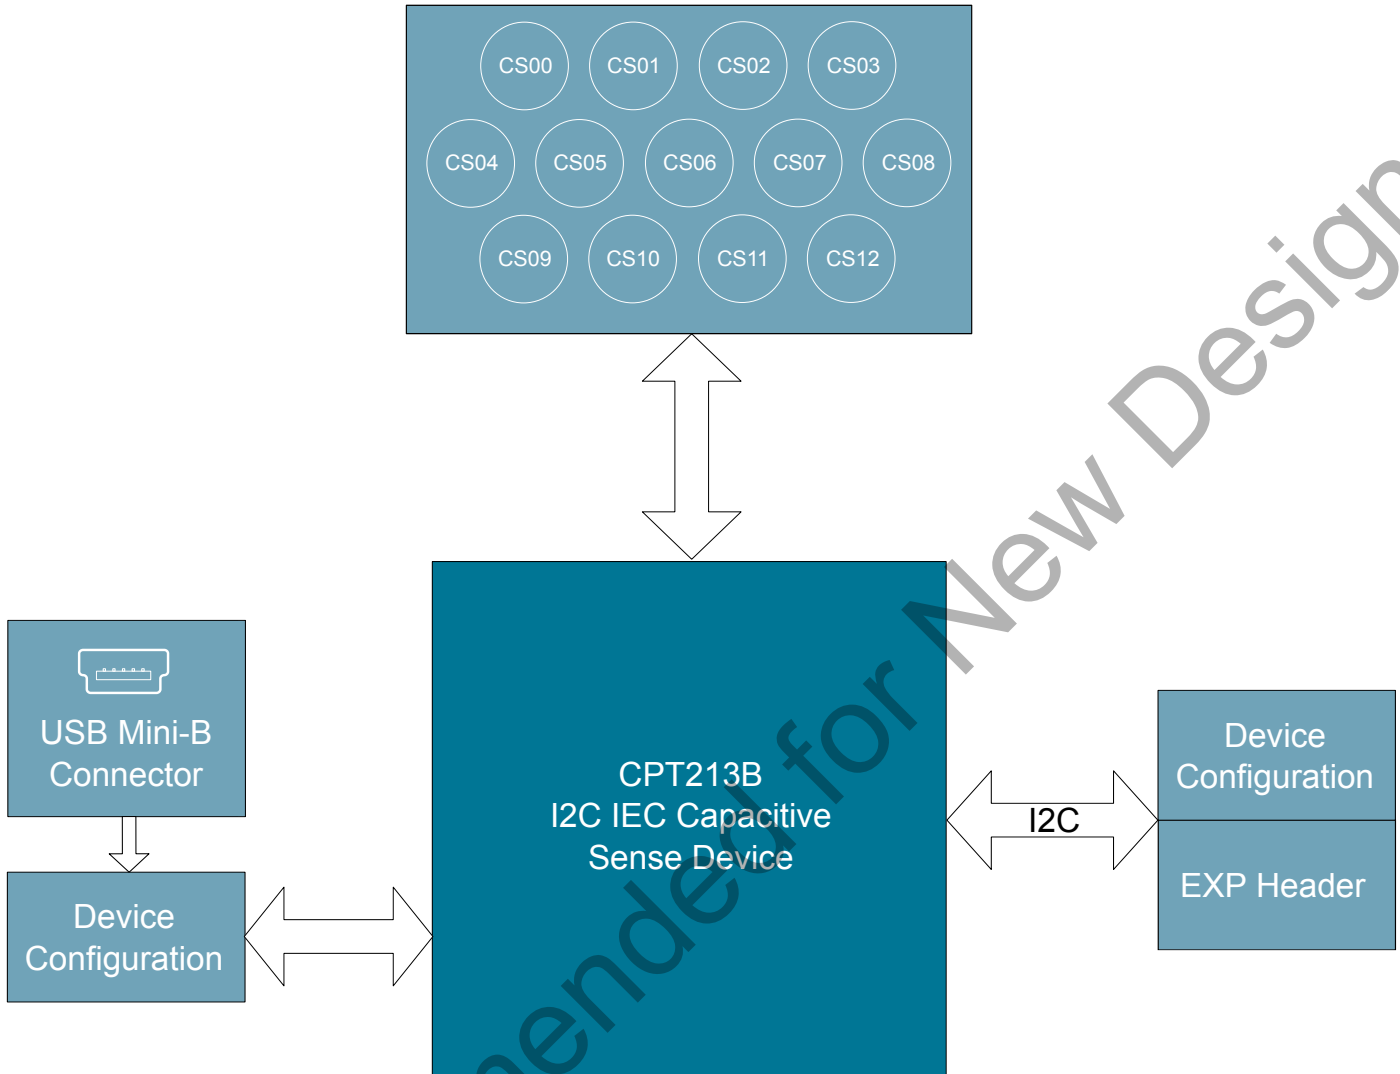 CS00 CS01 CS02 CS03
CS04 CS05 CS06 CS07 CS08
CS09 CS10 CS11 CS12
USB Mini-B
Connector
Device
Configuration
CPT213B
I2C IEC Capacitive
Sense Device
I2C
Device
Configuration
EXP Header
for New Design